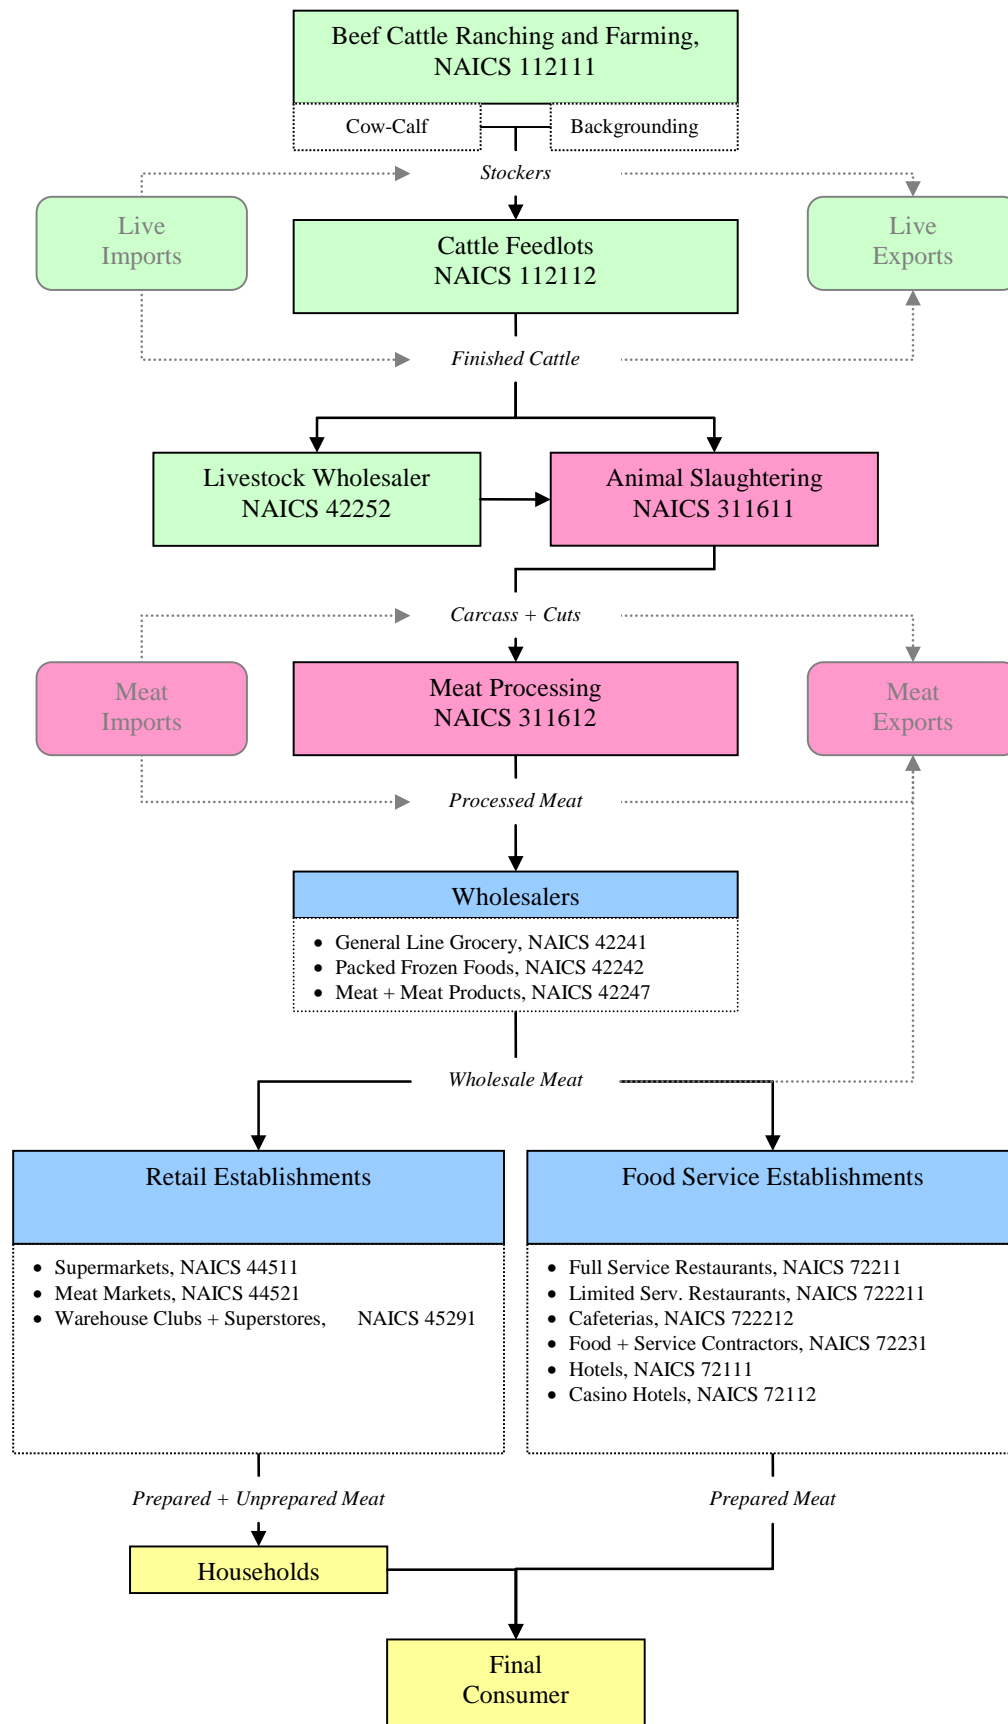 Beef Cattle Ranching and Farming,
NAICS 112111
Cow-Calf
Backgrounding
Stockers
Live
Imports
Cattle Feedlots
NAICS 112112
Live
Exports
Finished Cattle
Livestock Wholesaler
NAICS 42252
Animal Slaughtering
NAICS 311611
Carcass + Cuts
Meat
Imports
Meat Processing
NAICS 311612
Meat
Exports
Processed Meat
Wholesalers
• General Line Grocery, NAICS 42241
• Packed Frozen Foods, NAICS 42242
• Meat + Meat Products, NAICS 42247
Wholesale Meat
Retail Establishments
• Supermarkets, NAICS 44511
• Meat Markets, NAICS 44521
• Warehouse Clubs + Superstores, NAICS 45291
Food Service Establishments
• Full Service Restaurants, NAICS 72211
• Limited Serv. Restaurants, NAICS 722211
• Cafeterias, NAICS 722212
• Food + Service Contractors, NAICS 72231
• Hotels, NAICS 72111
• Casino Hotels, NAICS 72112
Prepared + Unprepared Meat
Prepared Meat
Households
Final
Consumer